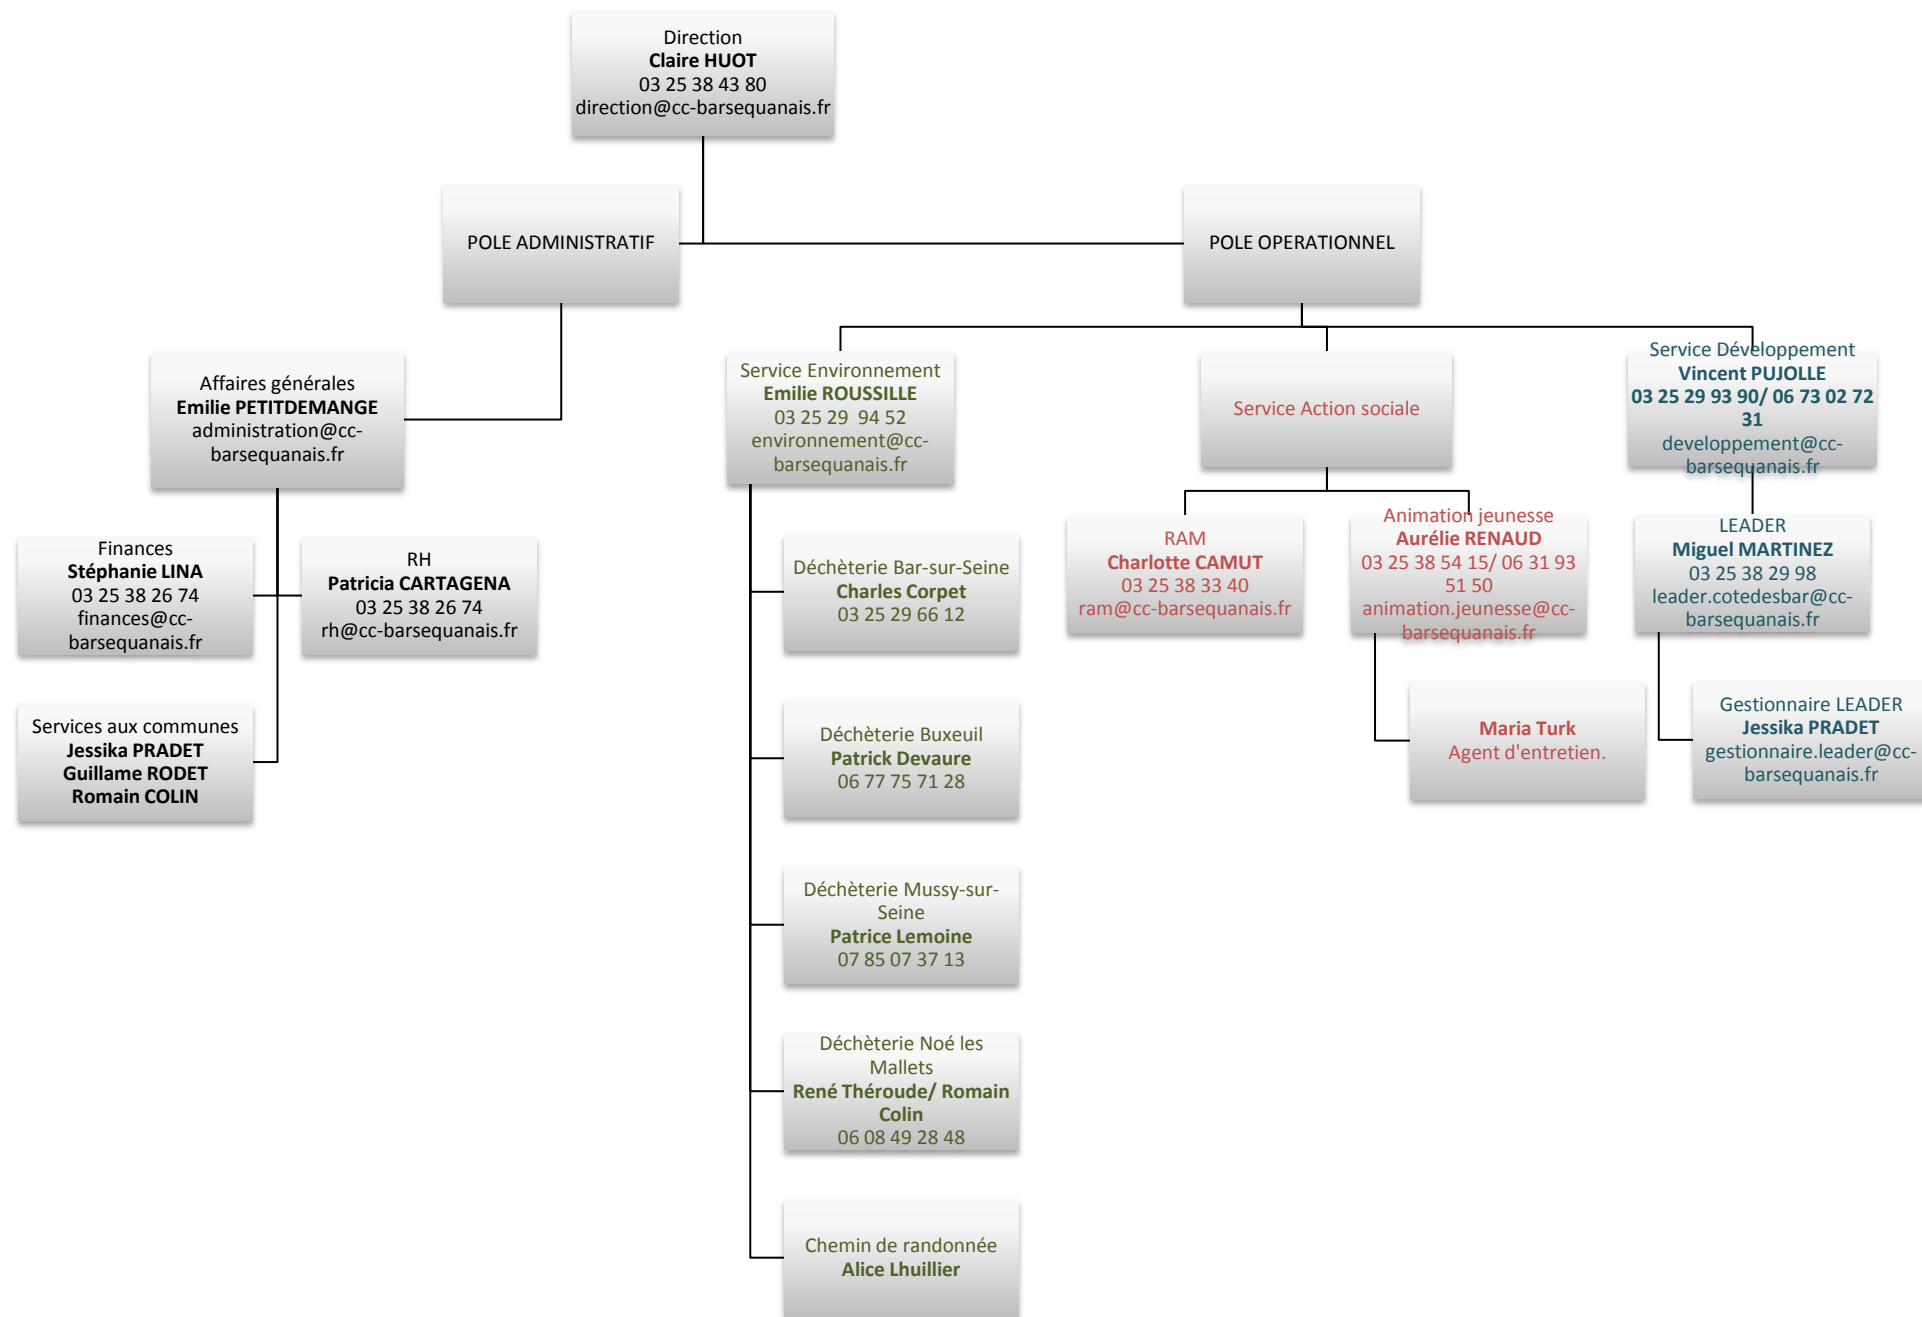 Direction
Claire HUOT
03 25 38 43 80
direction@cc-barsequanais.fr
POLE ADMINISTRATIF
POLE OPERATIONNEL
Affaires générales
Emilie PETITDEMANGE
administration@cc-
barsequanais.fr
Finances
Stéphanie LINA
03 25 38 26 74
finances@cc-
barsequanais.fr
RH
Patricia CARTAGENA
03 25 38 26 74
rh@cc-barsequanais.fr
Services aux communes
Jessika PRADET
Guillame RODET
Romain COLIN
Service Environnement
Emilie ROUSSILLE
03 25 29  94 52
environnement@cc-
barsequanais.fr
Déchèterie Bar-sur-Seine
Charles Corpet
03 25 29 66 12
Déchèterie Buxeuil
Patrick Devaure
06 77 75 71 28
Déchèterie Mussy-sur-
Seine
Patrice Lemoine
07 85 07 37 13
Déchèterie Noé les
Mallets
René Théroude/ Romain
Colin
06 08 49 28 48
Chemin de randonnée
Alice Lhuillier
Service Action sociale
RAM
Charlotte CAMUT
03 25 38 33 40
ram@cc-barsequanais.fr
Animation jeunesse
Aurélie RENAUD
03 25 38 54 15/ 06 31 93
51 50
animation.jeunesse@cc-
barsequanais.fr
Maria Turk
Agent d'entretien.
Service Développement
Vincent PUJOLLE
03 25 29 93 90/ 06 73 02 72
31
developpement@cc-
barsequanais.fr
LEADER
Miguel MARTINEZ
03 25 38 29 98
leader.cotedesbar@cc-
barsequanais.fr
Gestionnaire LEADER
Jessika PRADET
gestionnaire.leader@cc-
barsequanais.fr